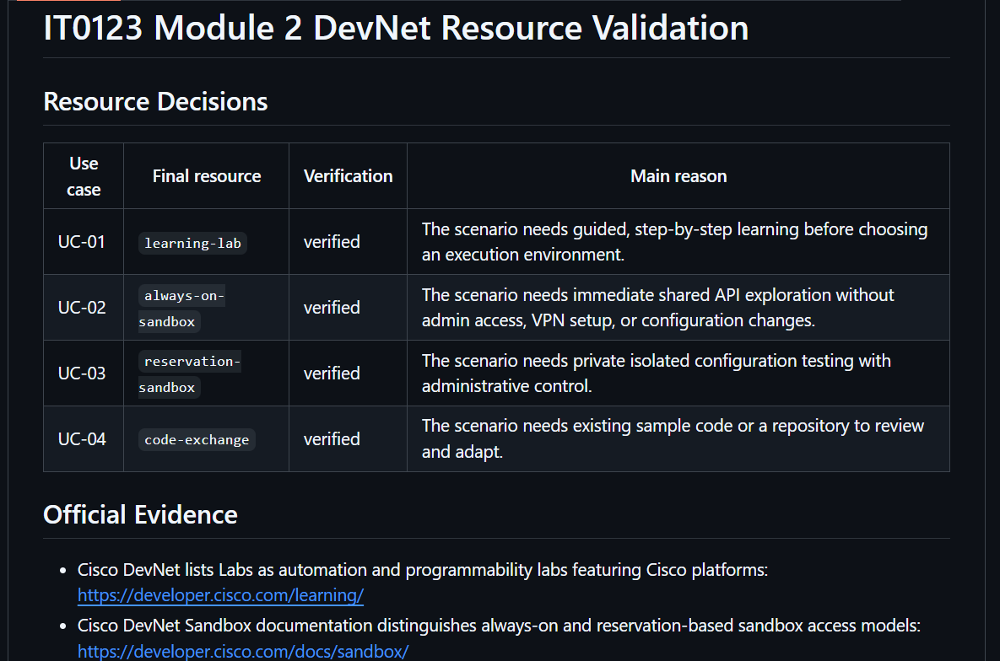 IT0123 Module 2 DevNet Resource Validation
Resource Decisions
Use
case
Final resource
Verification
Main reason
UC-01
learning-lab
verified
The scenario needs guided, step-by-step learning before choosing
an execution environment.
UC-02
always-on-
sandbox
verified
The scenario needs immediate shared API exploration without
admin access, VPN setup, or configuration changes.
UC-03
reservation-
sandbox
verified
The scenario needs private isolated configuration testing with
administrative control.
UC-04
code-exchange
verified
The scenario needs existing sample code or a repository to review
and adapt.
Official Evidence
• Cisco DevNet lists Labs as automation and programmability labs featuring Cisco platforms:
https://developer.cisco.com/learning/
• Cisco DevNet Sandbox documentation distinguishes always-on and reservation-based sandbox access models:
https://developer.cisco.com/docs/sandbox/